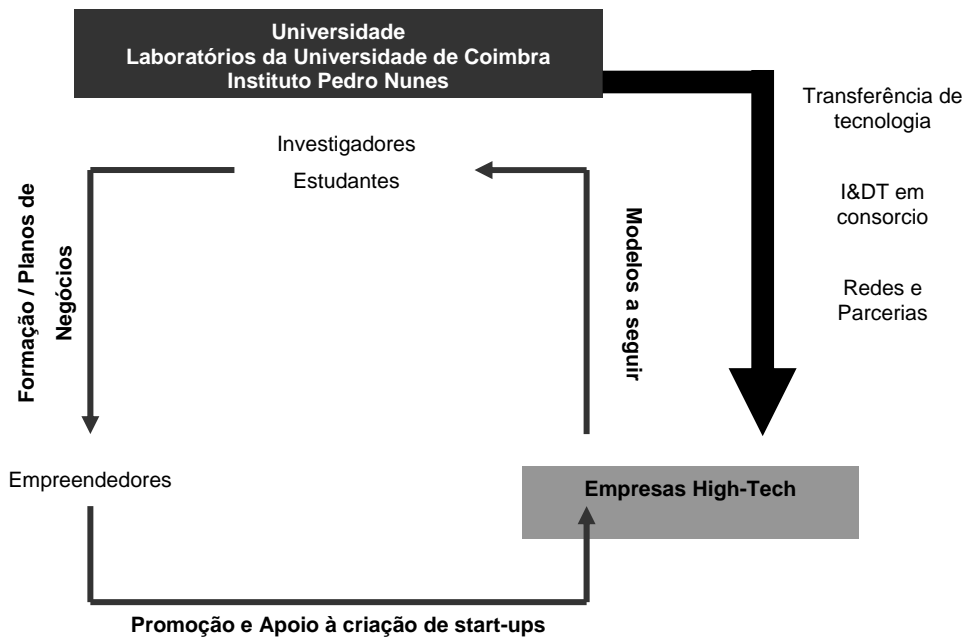 Universidade
Laboratórios da Universidade de Coimbra
Instituto Pedro Nunes
Transferência de
tecnologia
I&DT em
consorcio
Redes e
Parcerias
Investigadores
Estudantes
Formação / Planos de
Negócios
Modelos a seguir
Empreendedores
Empresas High-Tech
Promoção e Apoio à criação de start-ups